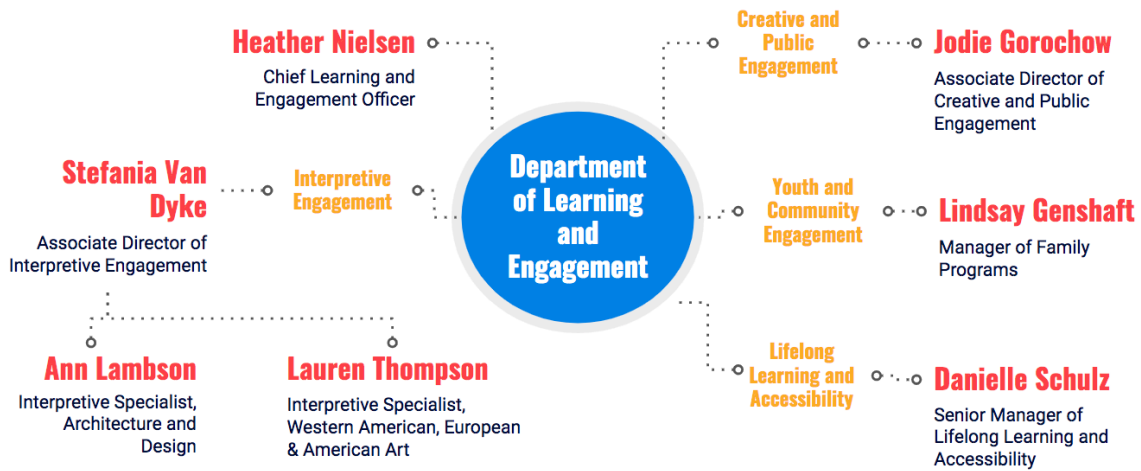 Heather Nielsen
Chief Learning and
Engagement Officer
Creative and
Public
Engagement
Jodie Gorochow
Associate Director of
Creative and Public
Engagement
Department
of Learning
and
Engagement
Stefania Van
Dyke
Associate Director of
Interpretive Engagement
Interpretive
Engagement
Youth and
Community
Engagement
Lindsay Genshaft
Manager of Family
Programs
Ann Lambson
Interpretive Specialist,
Architecture and
Design
Lauren Thompson
Interpretive Specialist,
Western American, European
& American Art
Lifelong
Learning and
Accessibility
Danielle Schulz
Senior Manager of
Lifelong Learning and
Accessibility